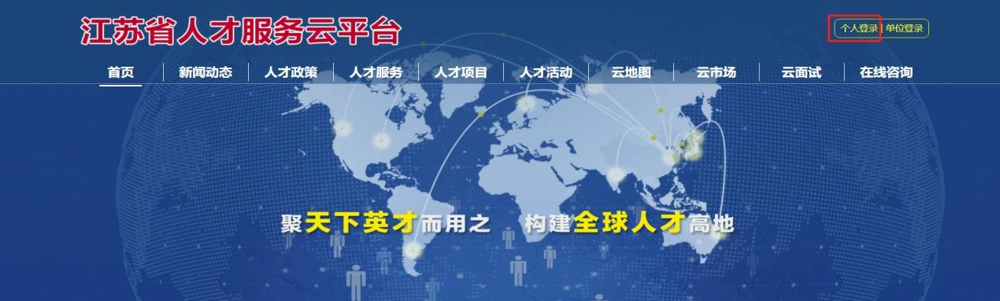 江苏省人才服务云平台
个人登录 单位登录
首页 新闻动态 人才政策 人才服务 人才项目 人才活动 云地图 云市场 云面试 在线咨询
聚天下英才而用之 构建全球人才高地